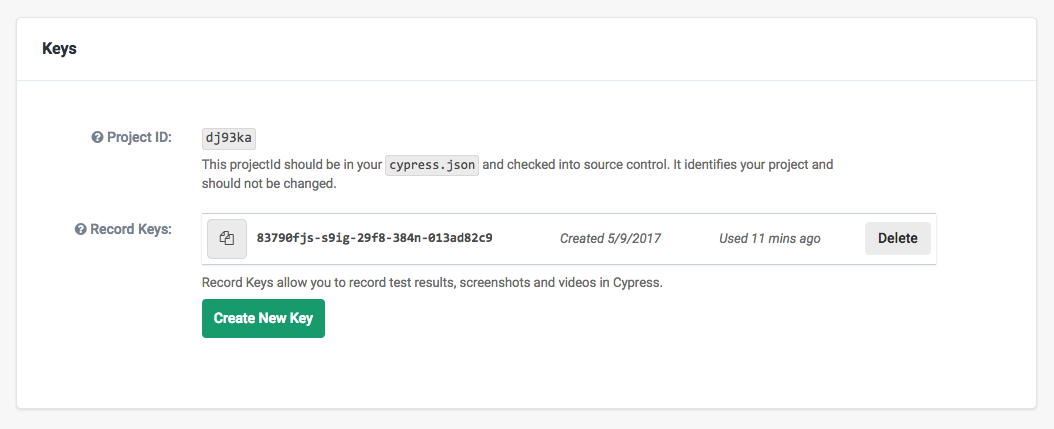 Keys
Project ID: dj93ka
This projectId should be in your cypress.json and checked into source control. It identifies your project and
should not be changed.
Record Keys: 83790fjs-s9ig-29f8-384n-013ad82c9 Created 5/9/2017 Used 11 mins ago Delete
Record Keys allow you to record test results, screenshots and videos in Cypress.
Create New Key